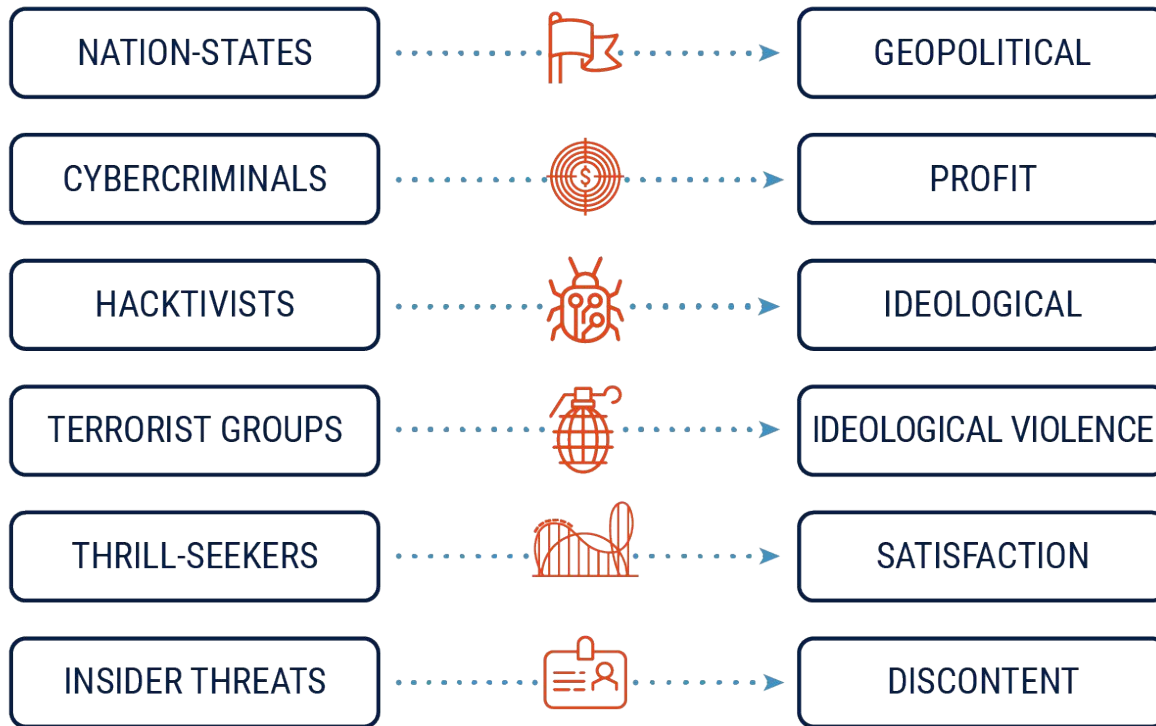 NATION-STATES
GEOPOLITICAL
CYBERCRIMINALS
$
PROFIT
HACKTIVISTS
IDEOLOGICAL
TERRORIST GROUPS
IDEOLOGICAL VIOLENCE
THRILL-SEEKERS
SATISFACTION
INSIDER THREATS
DISCONTENT